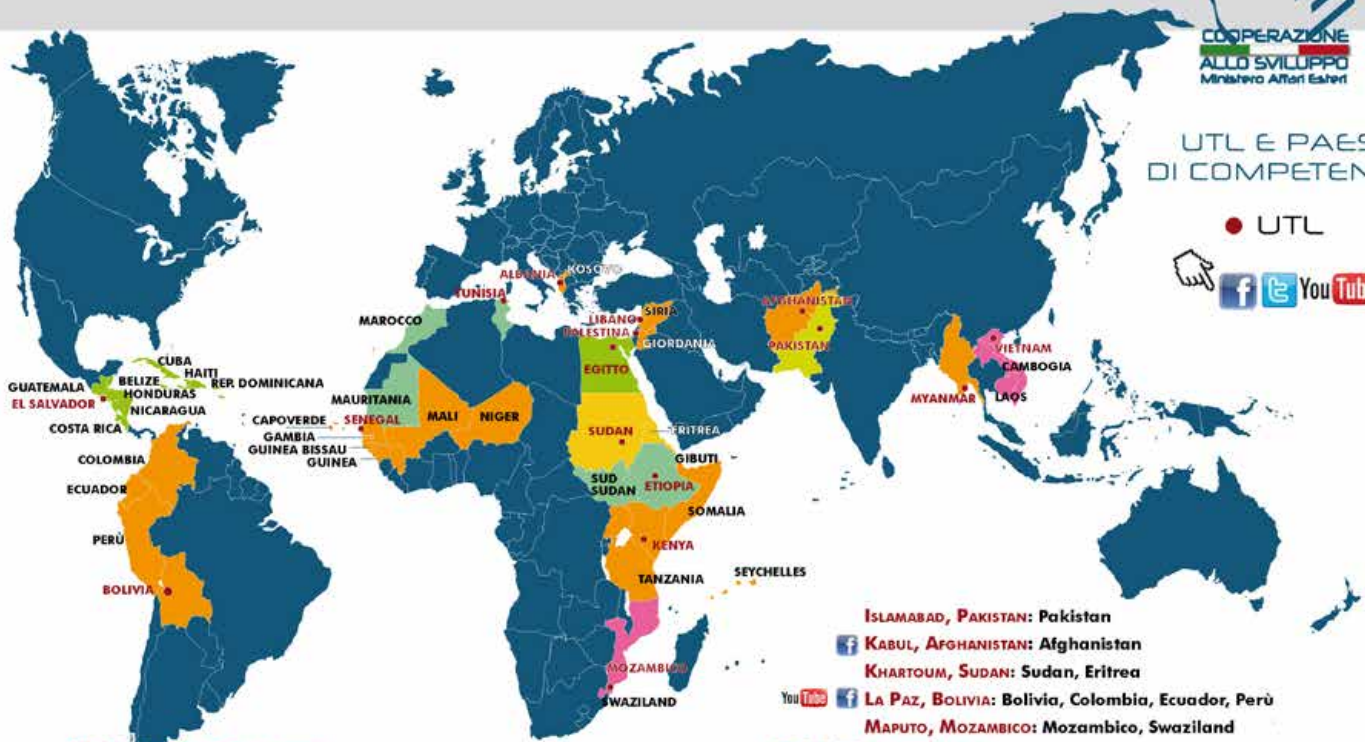 COOPERAZIONE
ALLO SVILUPPO
Ministero Affari Esteri
UTL E PAES
DI COMPETEN
UTL
f t You Tub
ALBANIA
KOSOVO
TUNISIA
MAROCCO
LIBANO
SIRIA
PALESTINA
GIORDANIA
AFGHANISTAN
PAKISTAN
EGITTO
VIETNAM
CAMBOGIA
MYANMAR
LAOS
CUBA
HAITI
GUATEMALA
BELIZE
REP. DOMINICANA
HONDURAS
EL SALVADOR
NICARAGUA
COSTA RICA
MAURITANIA
CAPOVERDE
SENEGAL
MALI
NIGER
GAMBIA
GUINEA BISSAU
GUINEA
SUDAN
ERITREA
GIBUTI
SUD
SUDAN
ETIOPIA
COLOMBIA
ECUADOR
SOMALIA
PERÙ
KENYA
BOLIVIA
TANZANIA
SEYCHELLES
MOZAMBICO
SWAZILAND
ISLAMABAD, PAKISTAN: Pakistan
f KABUL, AFGHANISTAN: Afghanistan
KHARTOUM, SUDAN: Sudan, Eritrea
You Tube f LA PAZ, BOLIVIA: Bolivia, Colombia, Ecuador, Perù
MAPUTO, MOZAMBICO: Mozambico, Swaziland